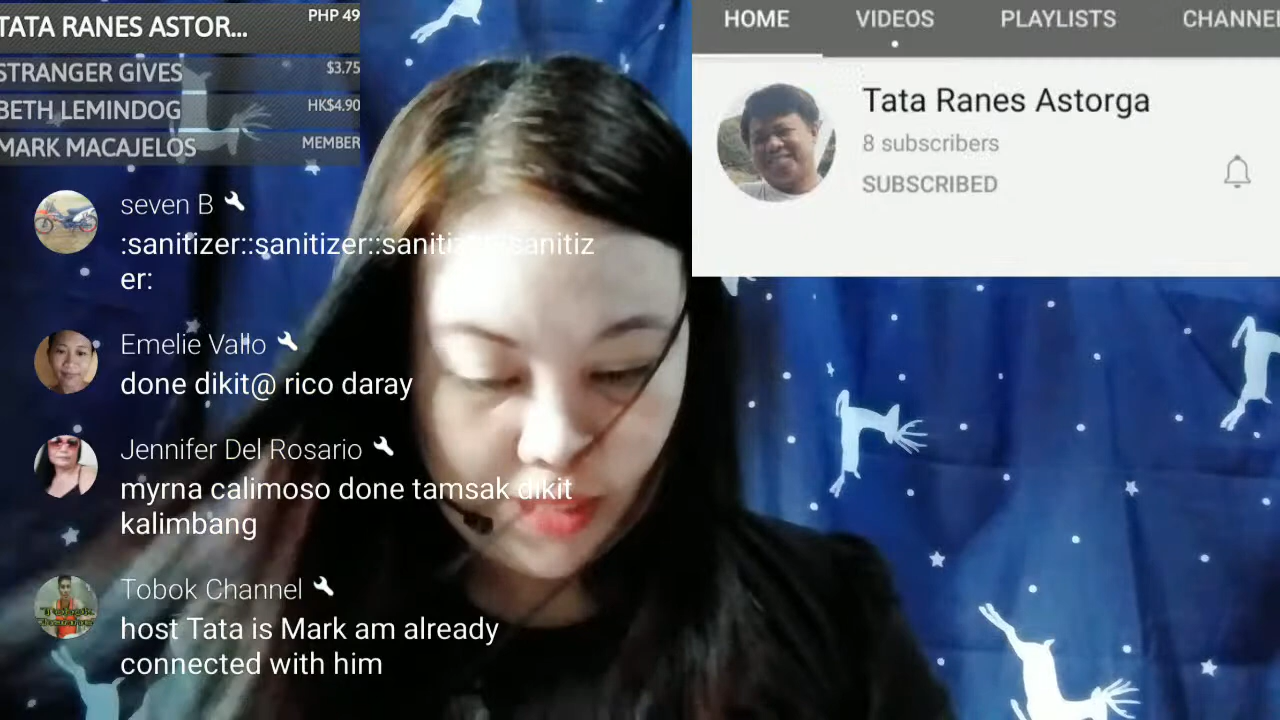 TATA RANES ASTOR... PHP 49
STRANGER GIVES $3.75
BETH LEMINDOG HK$4.90
MARK MACAJELOS MEMBER
HOME VIDEOS PLAYLISTS CHANNE
Tata Ranes Astorga
8 subscribers
SUBSCRIBED
seven B
:sanitizer::sanitizer::sanitizer::sanitiz
er:
Emelie Vallo
done dikit@ rico daray
Jennifer Del Rosario
myrna calimoso done tamsak dikit
kalimbang
Tobok Channel
host Tata is Mark am already
connected with him